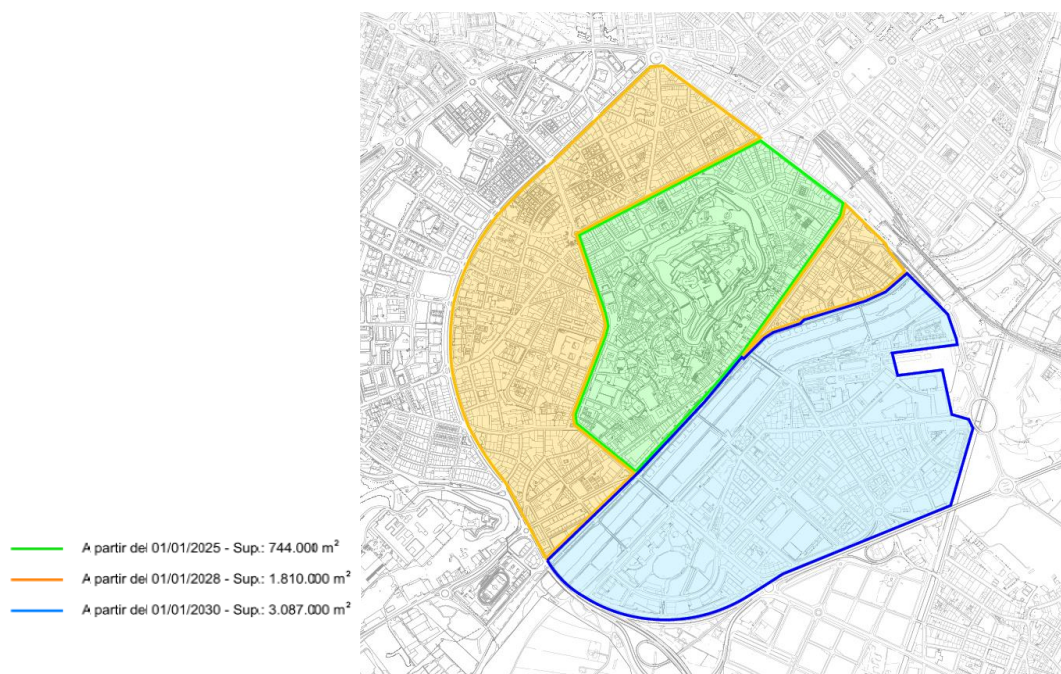 A partir del 01/01/2025 - Sup.: 744.000 m²
A partir del 01/01/2028 - Sup.: 1.810.000 m²
A partir del 01/01/2030 - Sup.: 3.087.000 m²